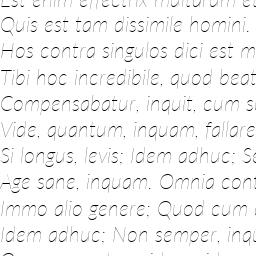 Est enim effectrix multarum et
Quis est tam dissimile homini.
Hos contra singulos dici est m
Tibi hoc incredibile, quod beat
Compensabatur, inquit, cum s
Vide, quantum, inquam, fallare
Si longus, levis; Idem adhuc; Se
Age sane, inquam. Omnia cont
Immo alio genere; Quod cum
Idem adhuc; Non semper, inqu